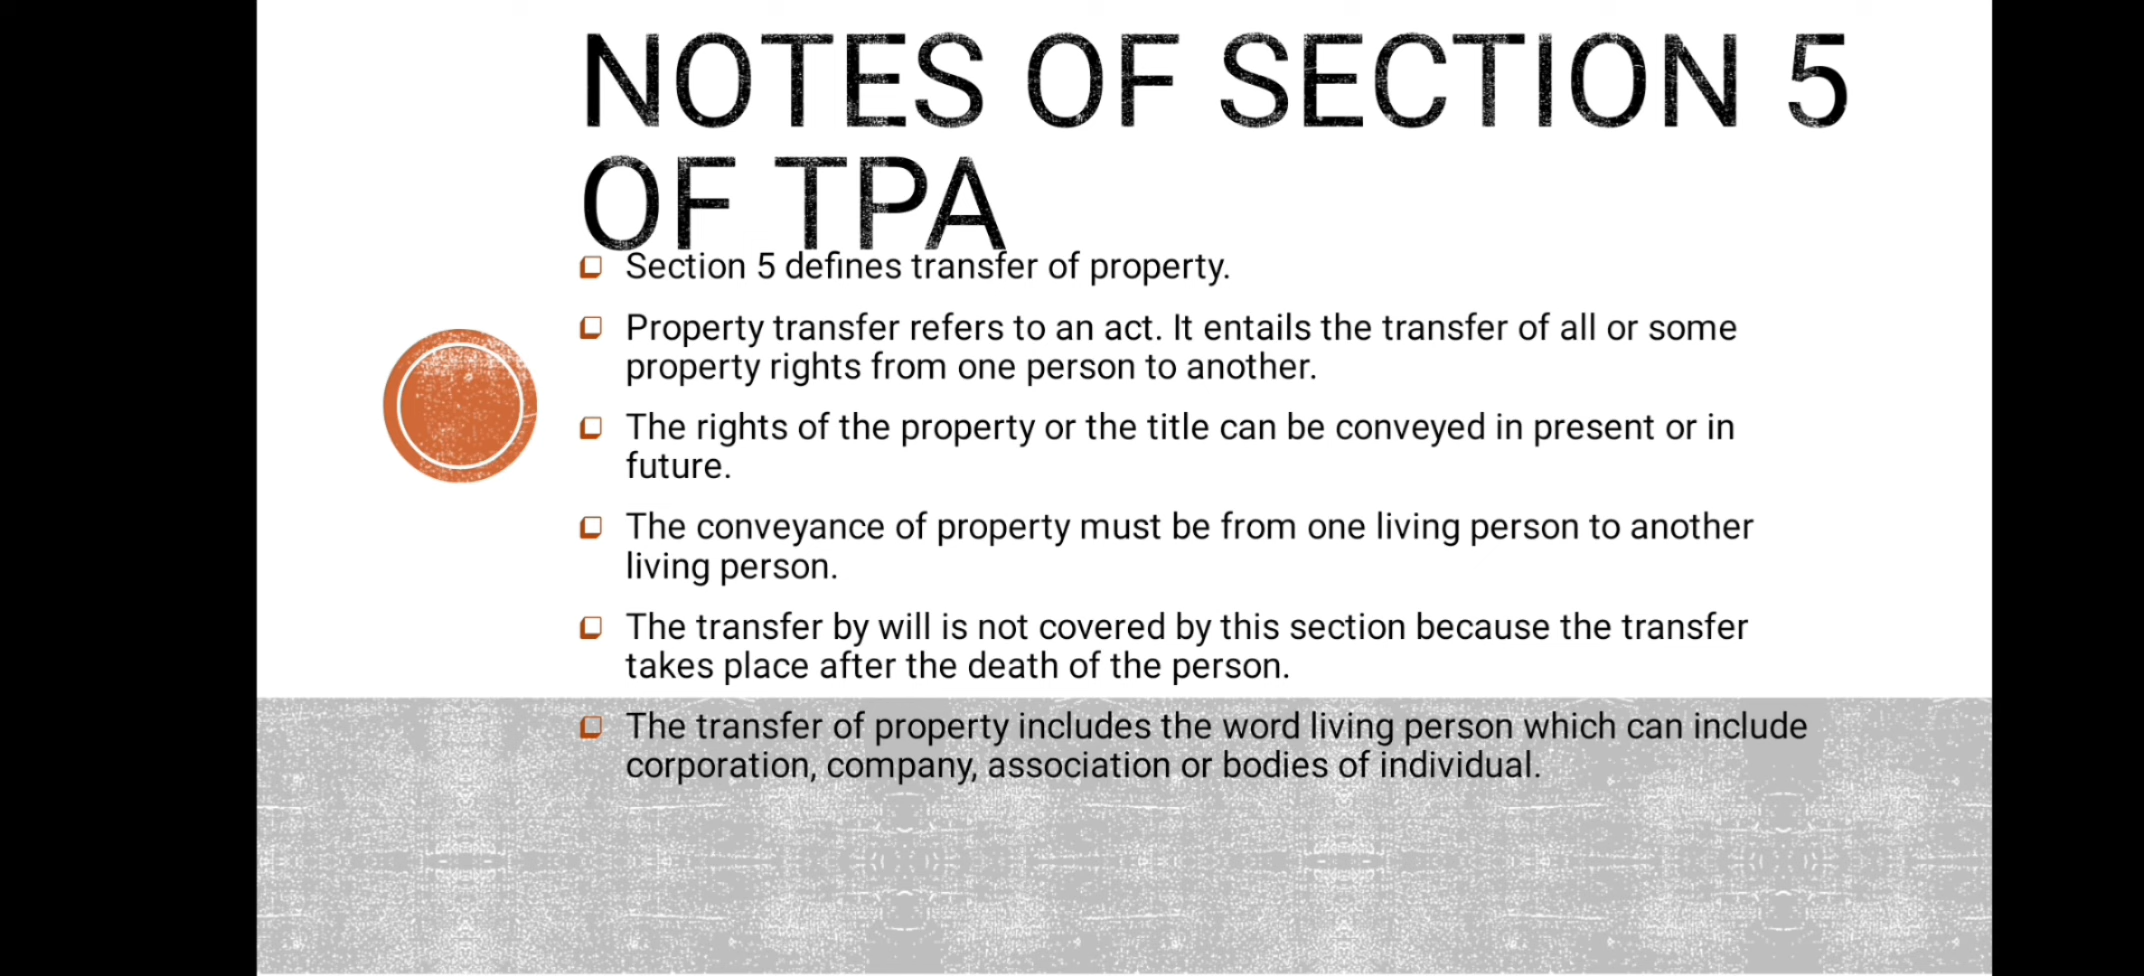 NOTES OF SECTION 5
OF TPA
Section 5 defines transfer of property.
Property transfer refers to an act. It entails the transfer of all or some
property rights from one person to another.
The rights of the property or the title can be conveyed in present or in
future.
The conveyance of property must be from one living person to another
living person.
The transfer by will is not covered by this section because the transfer
takes place after the death of the person.
The transfer of property includes the word living person which can include
corporation, company, association or bodies of individual.